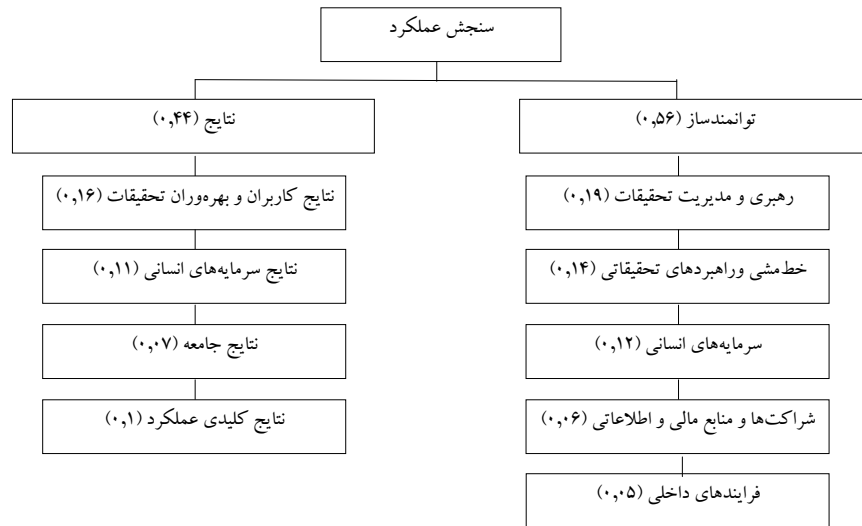 سنجش عملکرد
توانمندساز (۰,۵۶)
نتایج (۰,۴۴)
رهبری و مدیریت تحقیقات (۰,۱۹)
نتایج کاربران و بهره‌وران تحقیقات (۰,۱۶)
خط‌مشی وراهبردهای تحقیقاتی (۰,۱۴)
نتایج سرمایه‌های انسانی (۰,۱۱)
سرمایه‌های انسانی (۰,۱۲)
نتایج جامعه (۰,۰۷)
شراکت‌ها و منابع مالی و اطلاعاتی (۰,۰۶)
نتایج کلیدی عملکرد (۰,۱)
فرایندهای داخلی (۰,۰۵)